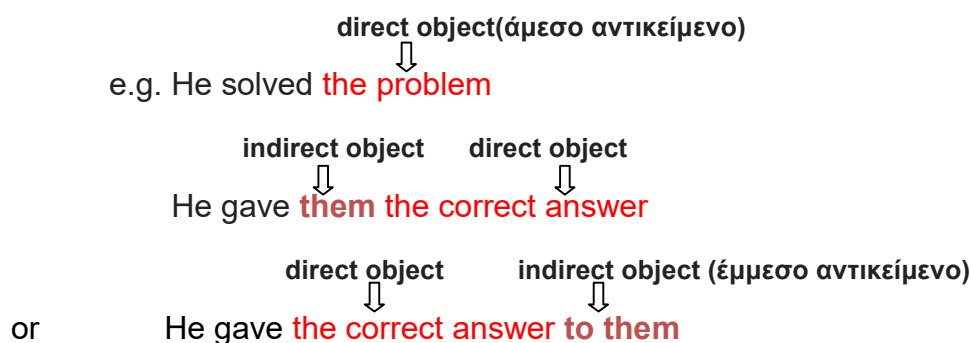 direct object(άμεσο αντικείμενο)
e.g. He solved the problem
indirect object direct object
He gave them the correct answer
direct object indirect object (έμμεσο αντικείμενο)
or He gave the correct answer to them